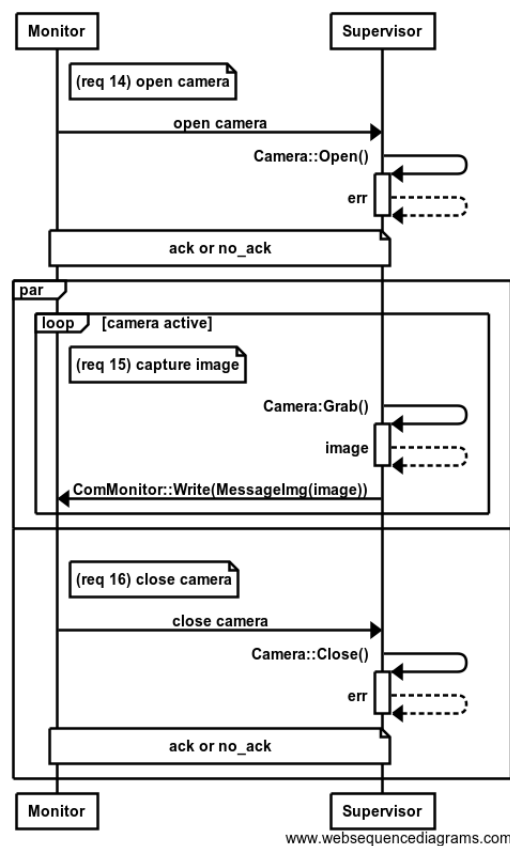 Monitor
Supervisor
(req 14) open camera
open camera
Camera::Open()
err
ack or no_ack
par
loop
[camera active]
(req 15) capture image
Camera:Grab()
image
ComMonitor::Write(MessageImg(image))
(req 16) close camera
close camera
Camera::Close()
err
ack or no_ack
Monitor
Supervisor
www.websequencediagrams.com